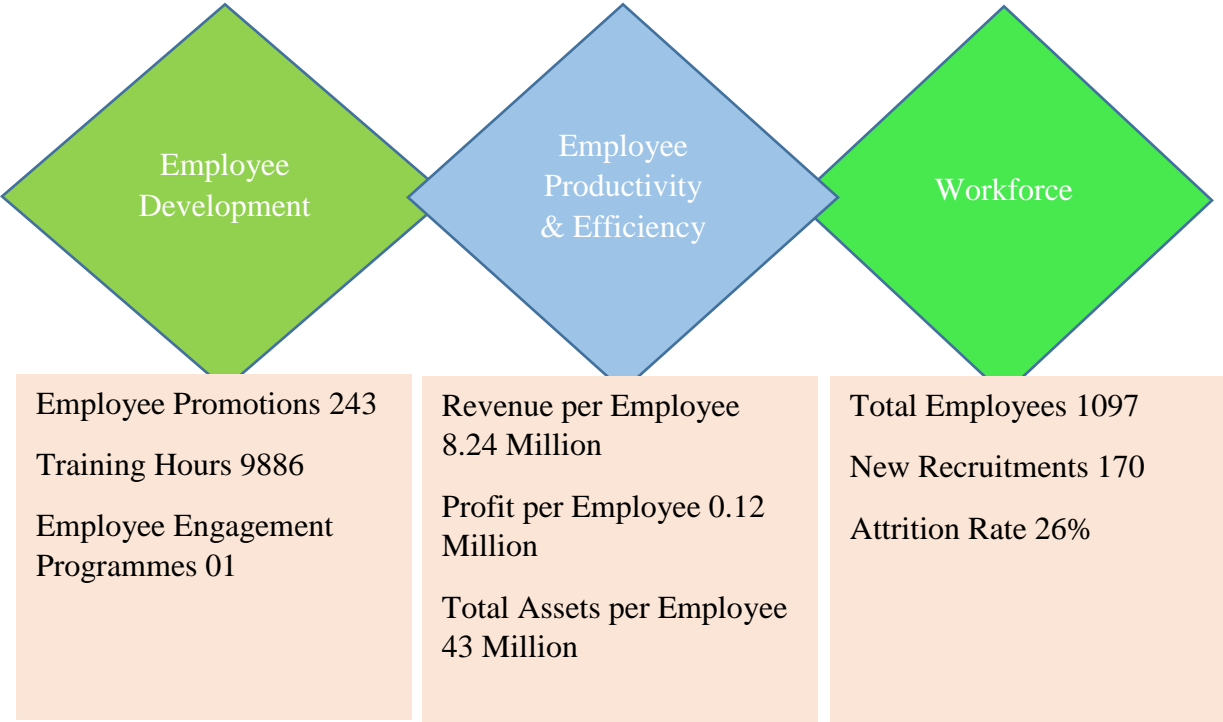 Employee
Development
Employee
Productivity
& Efficiency
Workforce
Employee Promotions 243
Training Hours 9886
Employee Engagement
Programmes 01
Revenue per Employee
8.24 Million
Profit per Employee 0.12
Million
Total Assets per Employee
43 Million
Total Employees 1097
New Recruitments 170
Attrition Rate 26%